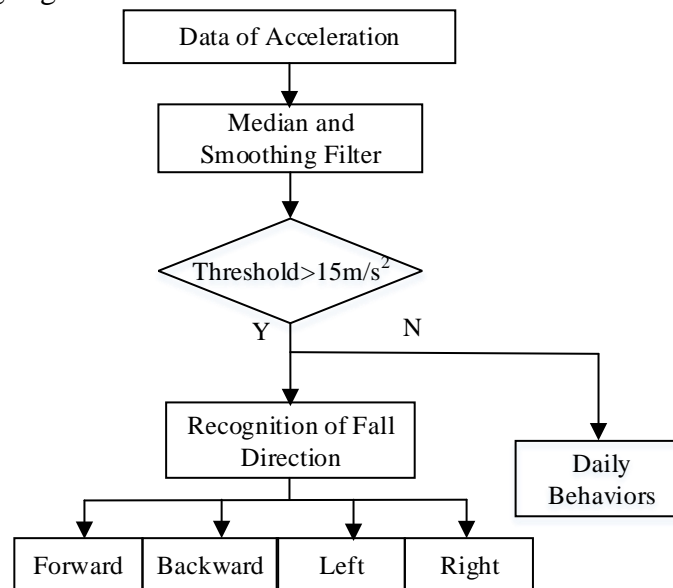 Data of Acceleration
Median and
Smoothing Filter
Threshold>15m/s²
Y
N
Recognition of Fall
Direction
Daily
Behaviors
Forward
Backward
Left
Right